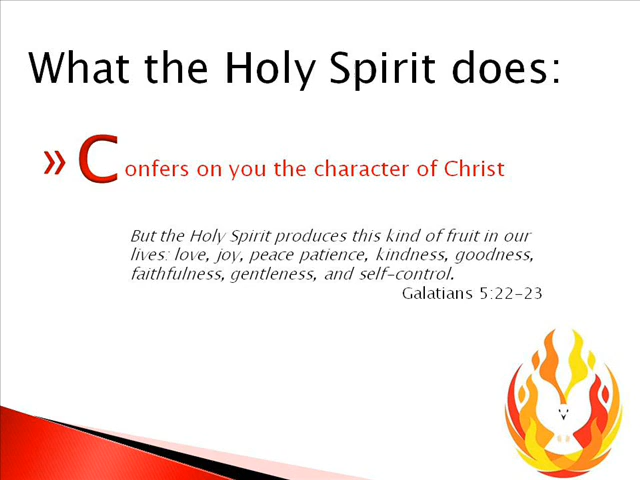 What the Holy Spirit does:
» Confers on you the character of Christ
But the Holy Spirit produces this kind of fruit in our
lives: love, joy, peace patience, kindness, goodness,
faithfulness, gentleness, and self-control.
Galatians 5:22-23